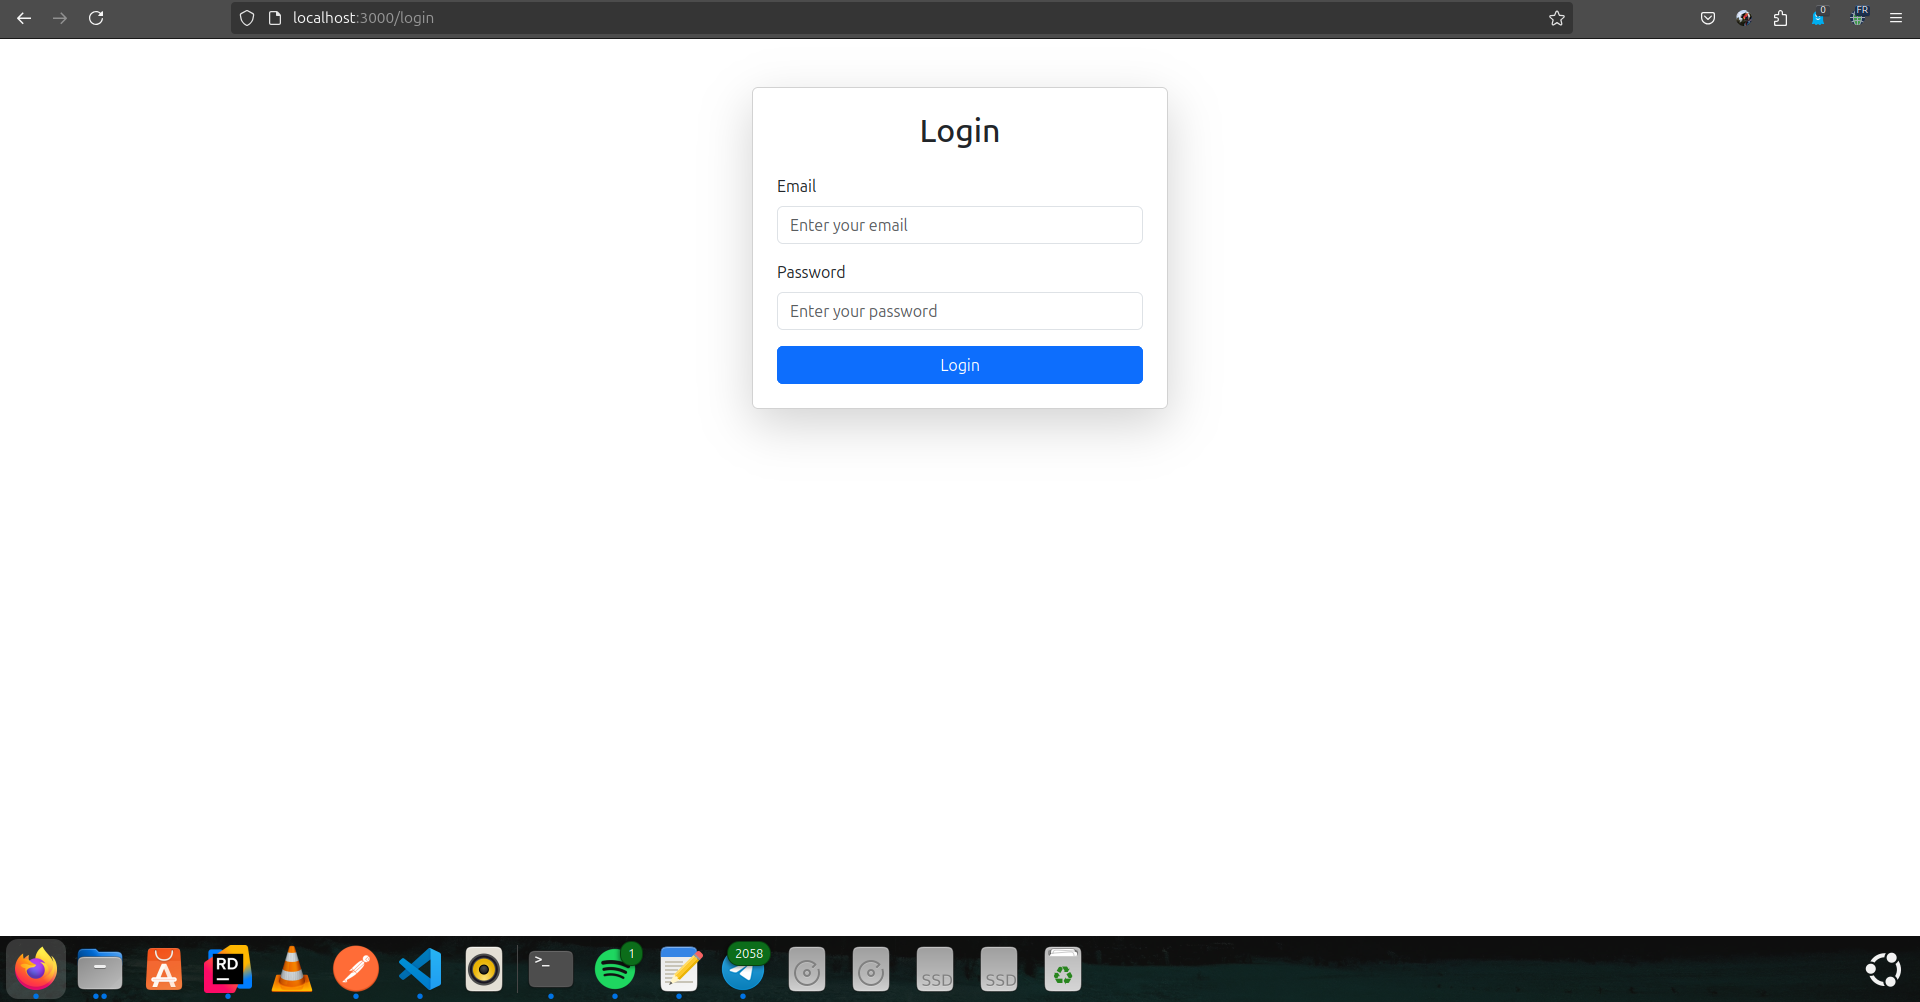 localhost:3000/login
0
FR
Login
Email
Enter your email
Password
Enter your password
Login
RD
>_
1
2058
SSD
SSD